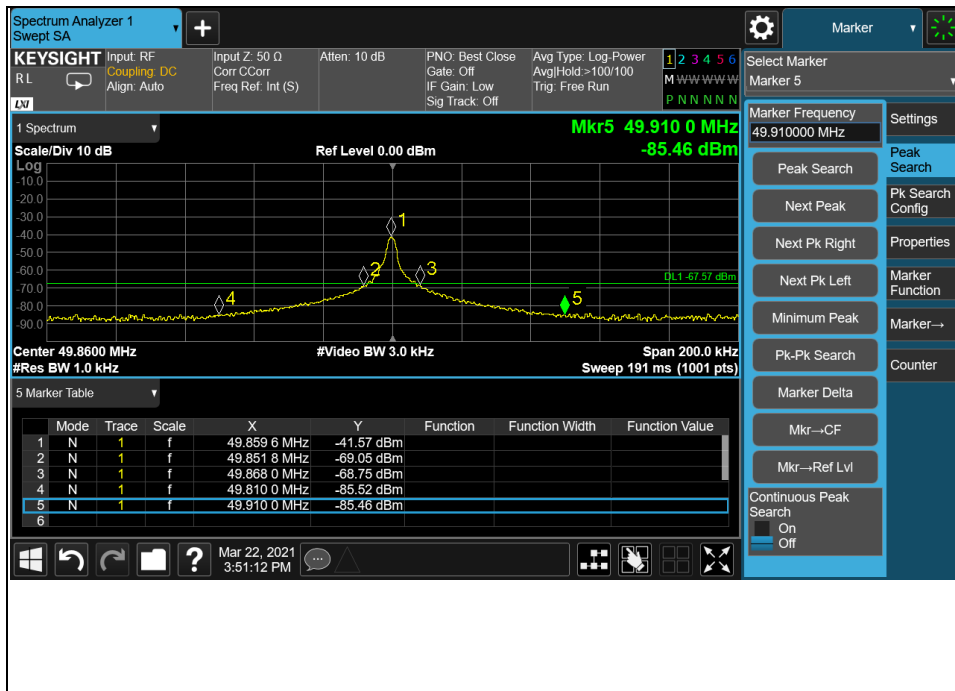 Spectrum Analyzer 1
Swept SA
+
Marker
KEYSIGHT
R L
LXI
Input: RF
Coupling: DC
Align: Auto
Input Z: 50 Ω
Corr CCorr
Freq Ref: Int (S)
Atten: 10 dB
PNO: Best Close
Gate: Off
IF Gain: Low
Sig Track: Off
Avg Type: Log-Power
Avg|Hold:>100/100
Trig: Free Run
1 2 3 4 5 6
M W W W W W
P N N N N N
Select Marker
Marker 5
1 Spectrum
Mkr5 49.910 0 MHz
Scale/Div 10 dB
Ref Level 0.00 dBm
-85.46 dBm
Log
-10.0
-20.0
-30.0
-40.0
-50.0
-60.0
-70.0
-80.0
-90.0
1
2
3
4
5
DL1 -67.57 dBm
Center 49.8600 MHz
#Video BW 3.0 kHz
Span 200.0 kHz
#Res BW 1.0 kHz
Sweep 191 ms (1001 pts)
5 Marker Table
Mode Trace Scale X Y Function Function Width Function Value
1 N 1 f 49.859 6 MHz -41.57 dBm
2 N 1 f 49.851 8 MHz -69.05 dBm
3 N 1 f 49.868 0 MHz -68.75 dBm
4 N 1 f 49.810 0 MHz -85.52 dBm
5 N 1 f 49.910 0 MHz -85.46 dBm
6
Marker Frequency
49.910000 MHz
Peak Search
Next Peak
Next Pk Right
Next Pk Left
Minimum Peak
Pk-Pk Search
Marker Delta
Mkr→CF
Mkr→Ref Lvl
Continuous Peak
Search
On
Off
Settings
Peak
Search
Pk Search
Config
Properties
Marker
Function
Marker→
Counter
?
Mar 22, 2021
3:51:12 PM